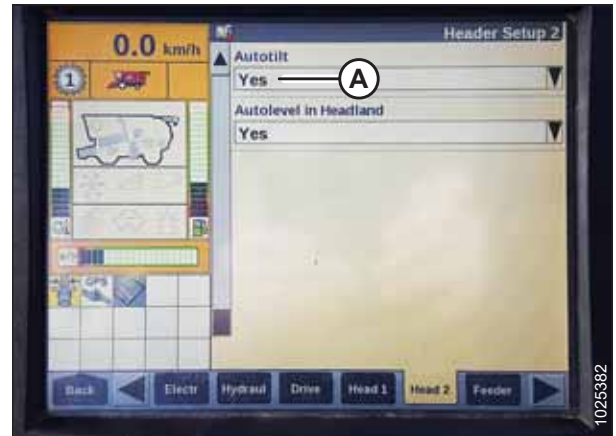 0.0 km/h
Header Setup 2
Autotilt
Yes
A
1
Autolevel in Headland
Yes
GPS
Back
Electr
Hydraul
Drive
Head 1
Head 2
Feeder
1025382